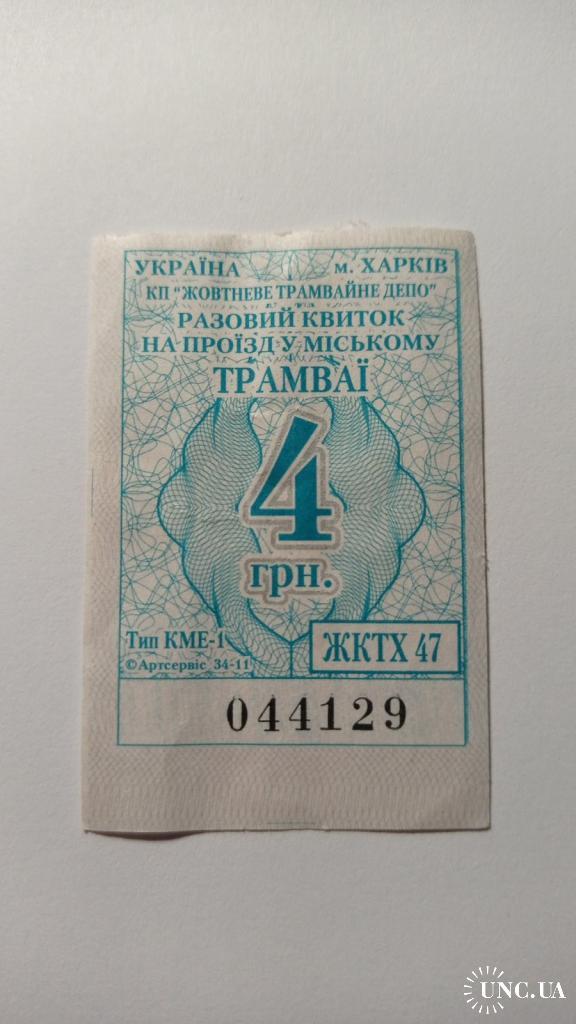 УКРАЇНА м. ХАРКІВ
КП "ЖОВТНЕВЕ ТРАМВАЙНЕ ДЕПО"
РАЗОВИЙ КВИТОК
НА ПРОЇЗД У МІСЬКОМУ
ТРАМВАЇ
4
грн.
Тип КМЕ-1
©Артсервіс 34-11
ЖКТХ 47
044129
UNC.UA